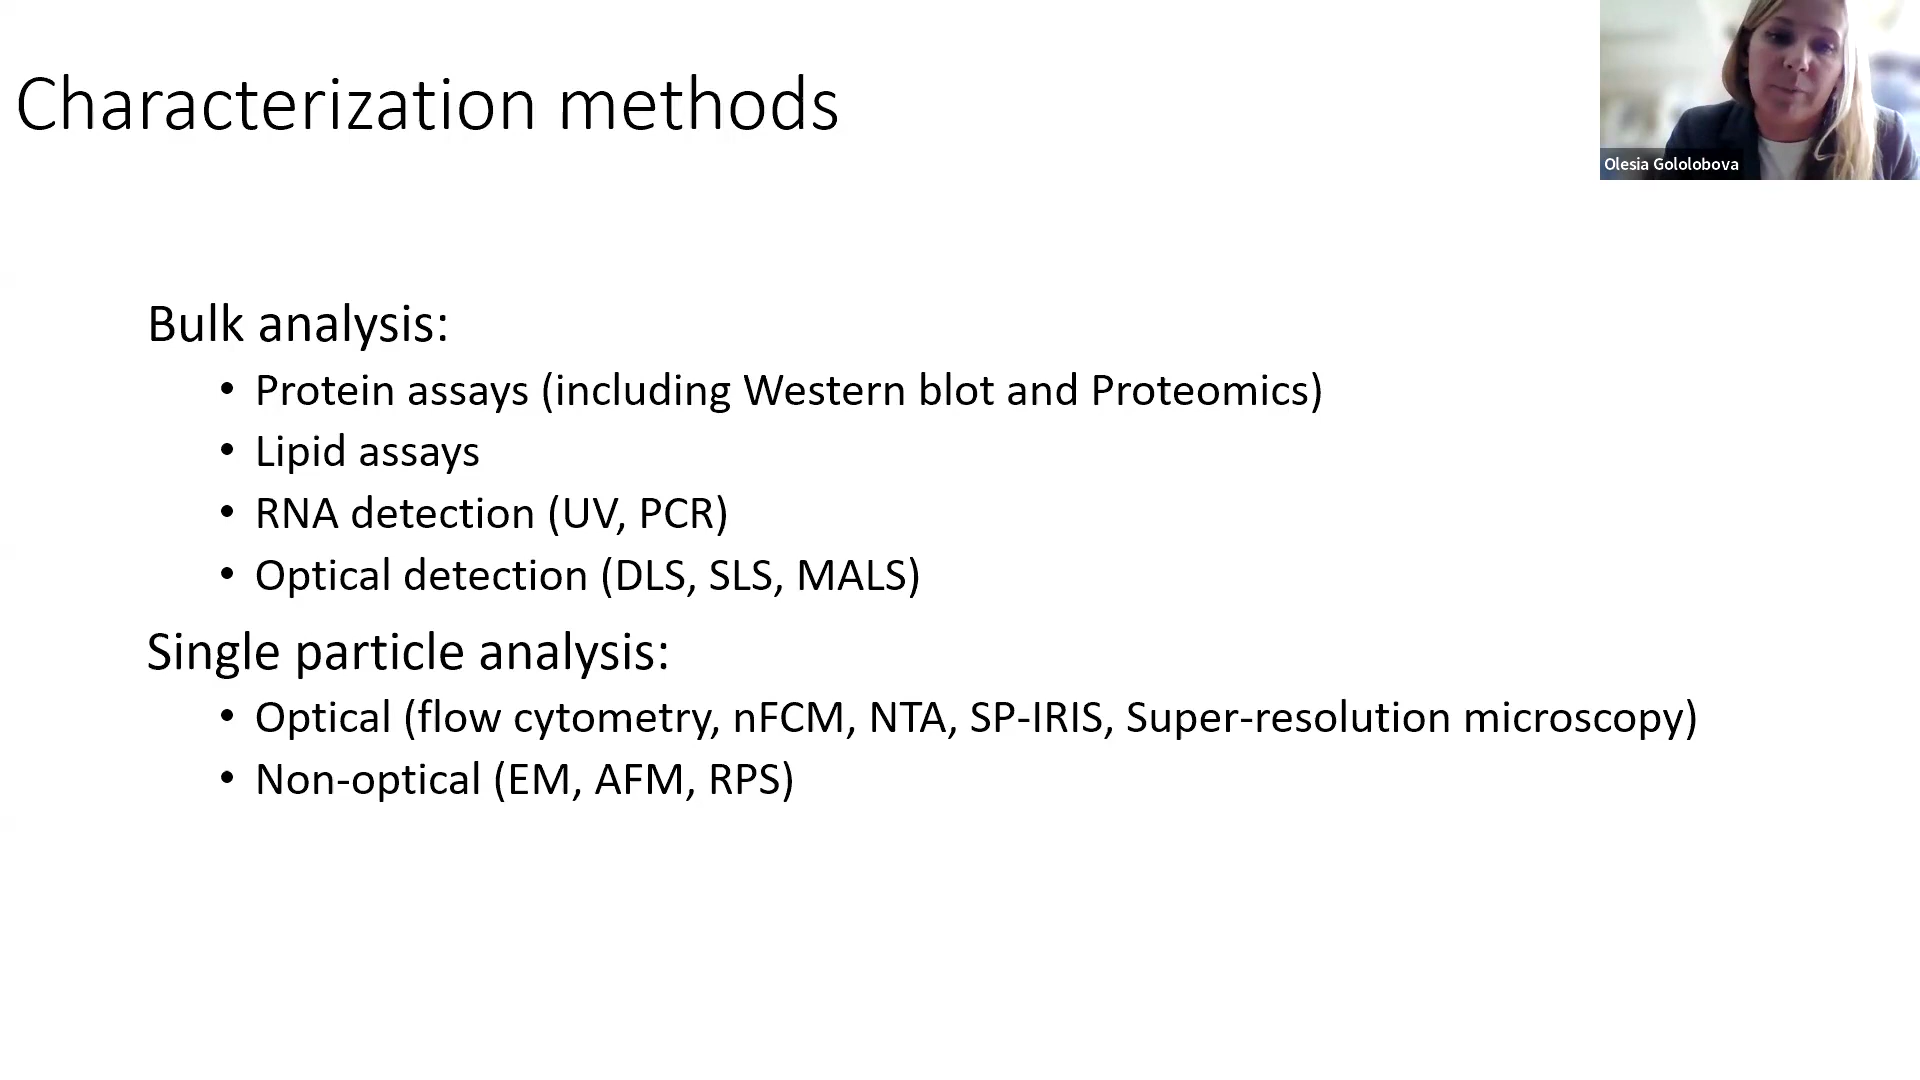 Characterization methods
Olesia Gololobova
Bulk analysis:
• Protein assays (including Western blot and Proteomics)
• Lipid assays
• RNA detection (UV, PCR)
• Optical detection (DLS, SLS, MALS)
Single particle analysis:
• Optical (flow cytometry, nFCM, NTA, SP-IRIS, Super-resolution microscopy)
• Non-optical (EM, AFM, RPS)